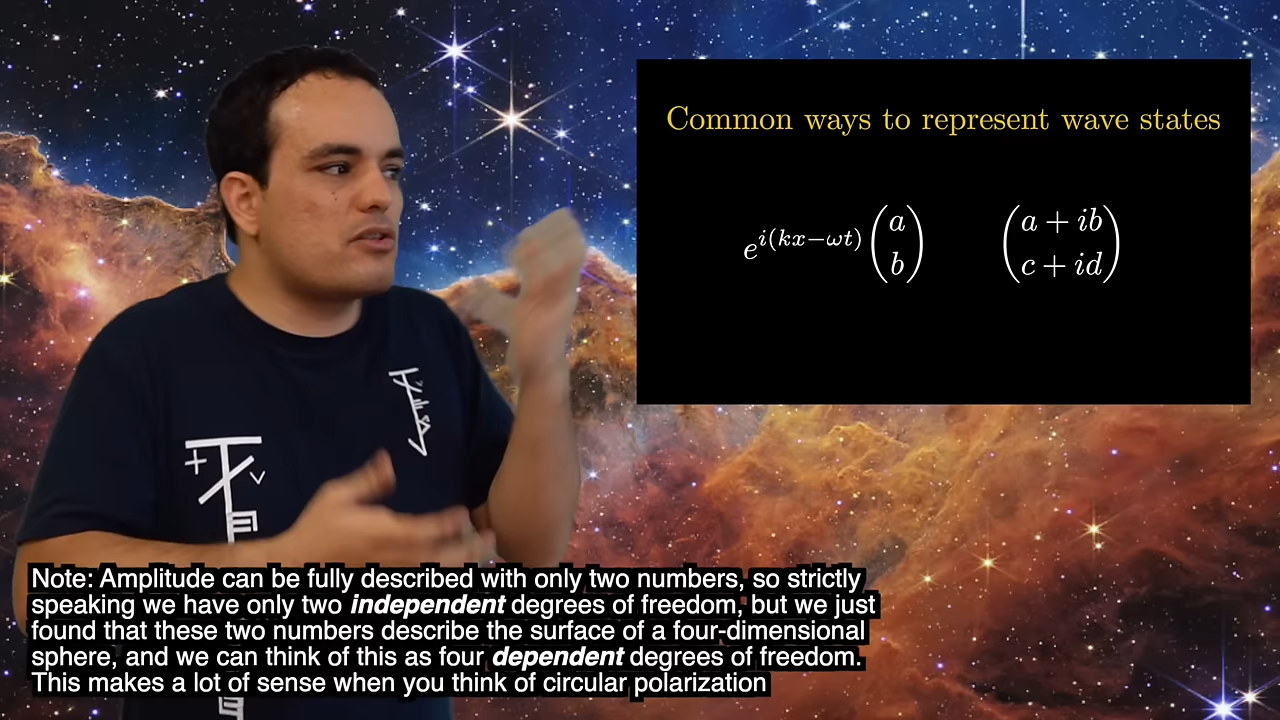 Common ways to represent wave states
e^{i(kx−ωt)} (a b) (a + ib c + id)
Note: Amplitude can be fully described with only two numbers, so strictly
speaking we have only two independent degrees of freedom, but we just
found that these two numbers describe the surface of a four-dimensional
sphere, and we can think of this as four dependent degrees of freedom.
This makes a lot of sense when you think of circular polarization